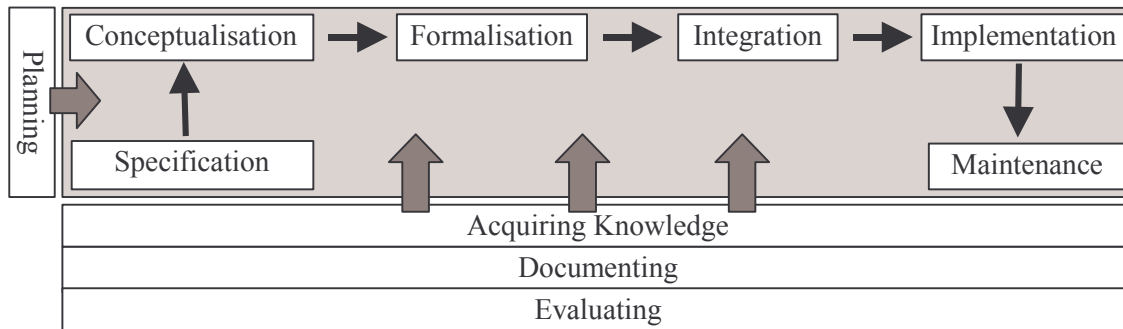 Planning
Conceptualisation
Formalisation
Integration
Implementation
Specification
Maintenance
Acquiring Knowledge
Documenting
Evaluating